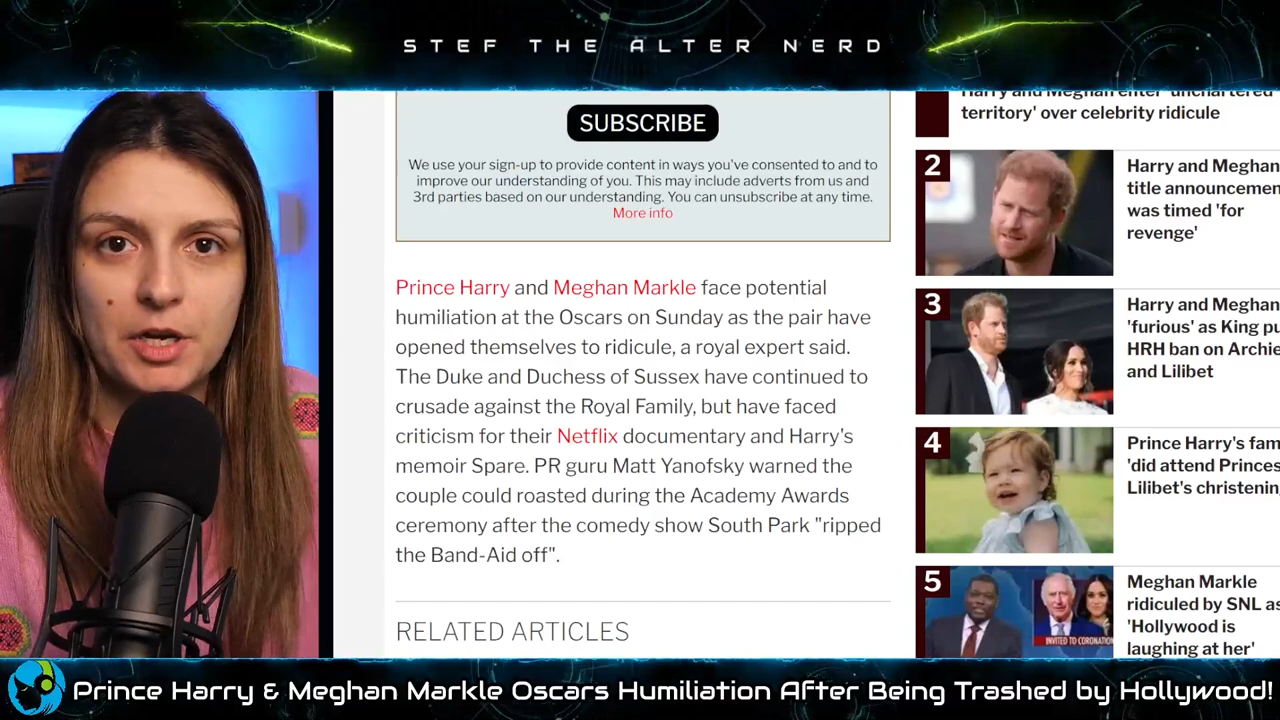 STEF THE ALTER NERD
SUBSCRIBE
We use your sign-up to provide content in ways you've consented to and to
improve our understanding of you. This may include adverts from us and
3rd parties based on our understanding. You can unsubscribe at any time.
More info
Prince Harry and Meghan Markle face potential
humiliation at the Oscars on Sunday as the pair have
opened themselves to ridicule, a royal expert said.
The Duke and Duchess of Sussex have continued to
crusade against the Royal Family, but have faced
criticism for their Netflix documentary and Harry's
memoir Spare. PR guru Matt Yanofsky warned the
couple could roasted during the Academy Awards
ceremony after the comedy show South Park "ripped
the Band-Aid off".
RELATED ARTICLES
Harry and Meghan enter 'unchartered
territory' over celebrity ridicule
2
Harry and Meghan
title announcemen
was timed 'for
revenge'
3
Harry and Meghan
'furious' as King pu
HRH ban on Archie
and Lilibet
4
Prince Harry's fam
'did attend Princes
Lilibet's christenin
5
INVITED TO CORONATION
Meghan Markle
ridiculed by SNL as
'Hollywood is
laughing at her'
Prince Harry & Meghan Markle Oscars Humiliation After Being Trashed by Hollywood!